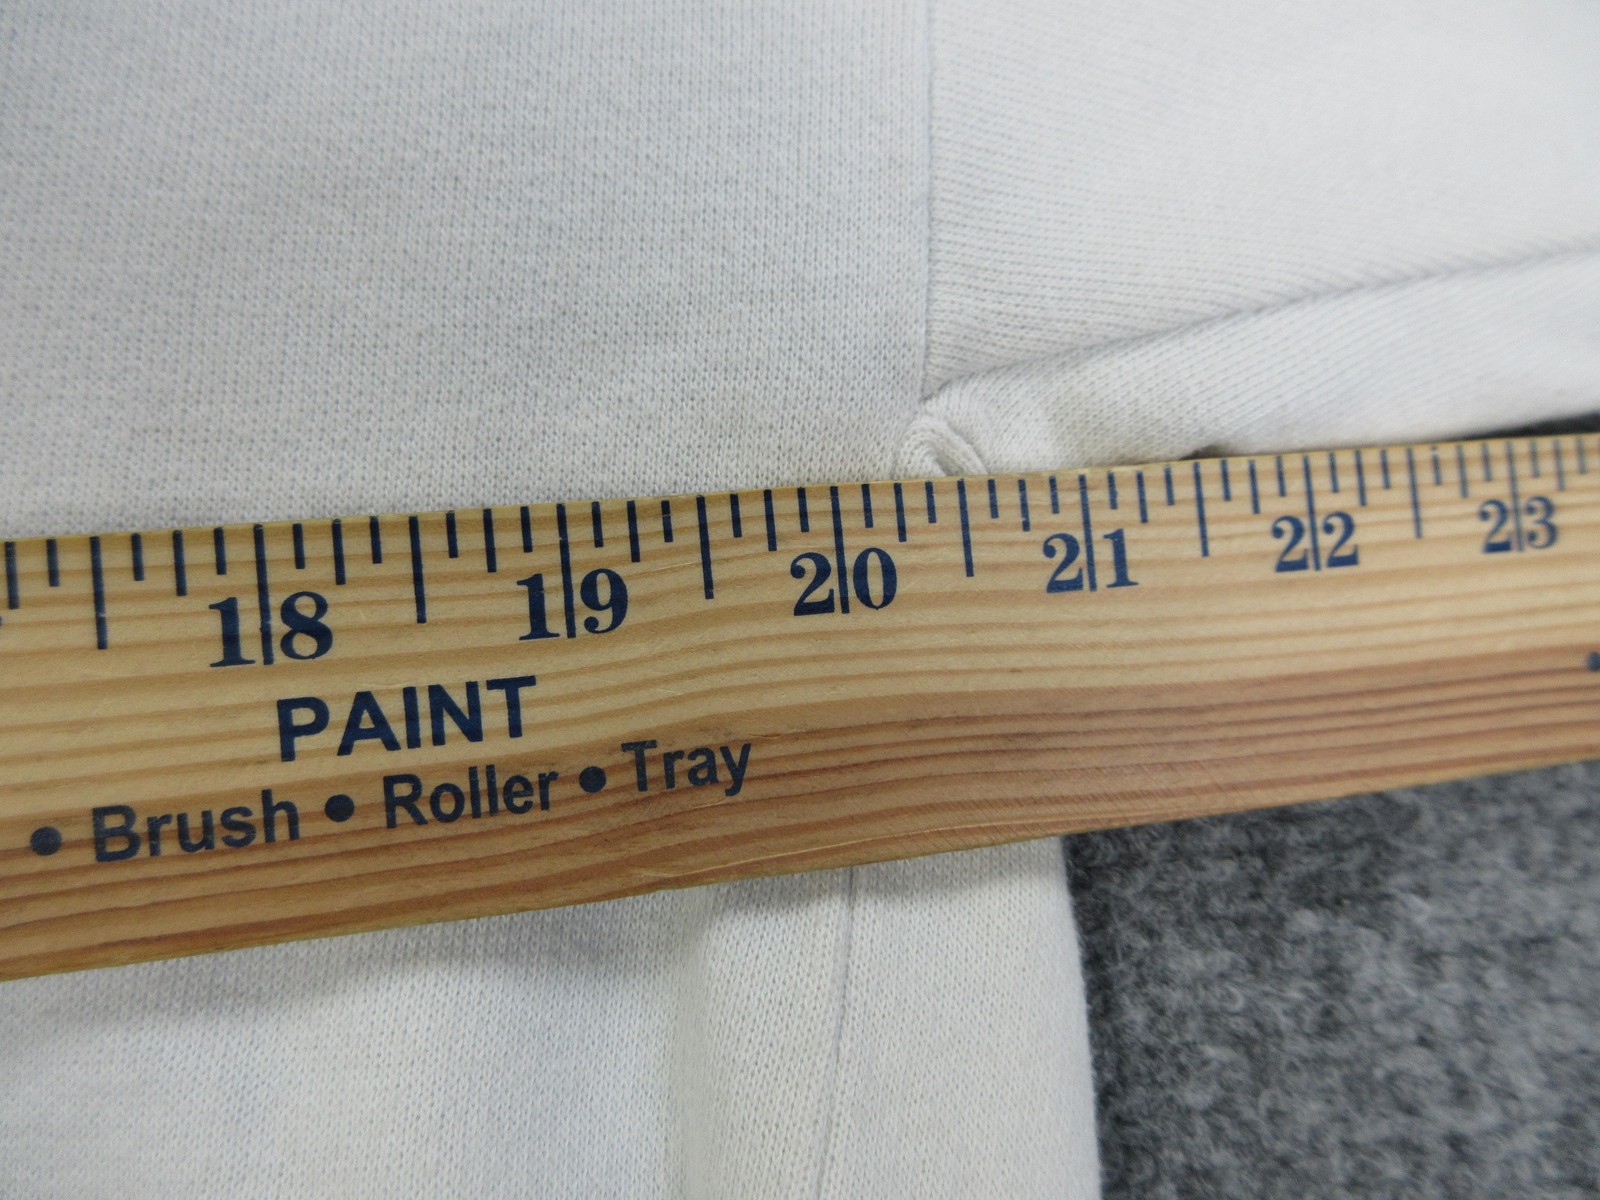 18 19 20 21 22 23
PAINT
• Brush • Roller • Tray